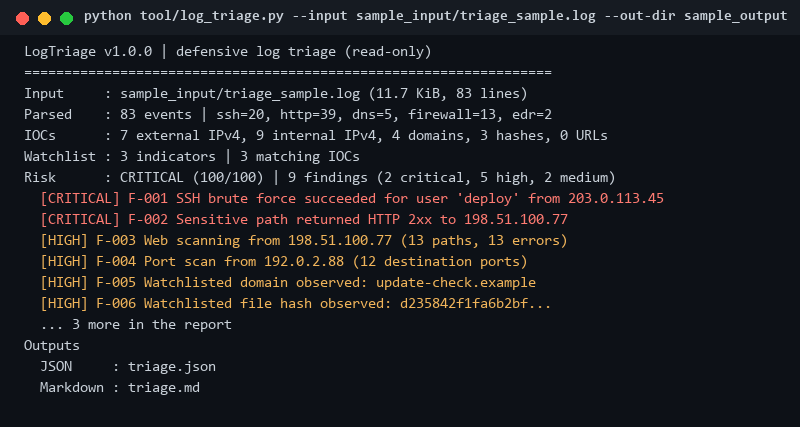 python tool/log_triage.py --input sample_input/triage_sample.log --out-dir sample_output
LogTriage v1.0.0 | defensive log triage (read-only)
==================================================================
Input     : sample_input/triage_sample.log (11.7 KiB, 83 lines)
Parsed    : 83 events | ssh=20, http=39, dns=5, firewall=13, edr=2
IOCs      : 7 external IPv4, 9 internal IPv4, 4 domains, 3 hashes, 0 URLs
Watchlist : 3 indicators | 3 matching IOCs
Risk      : CRITICAL (100/100) | 9 findings (2 critical, 5 high, 2 medium)
  [CRITICAL] F-001 SSH brute force succeeded for user 'deploy' from 203.0.113.45
  [CRITICAL] F-002 Sensitive path returned HTTP 2xx to 198.51.100.77
  [HIGH] F-003 Web scanning from 198.51.100.77 (13 paths, 13 errors)
  [HIGH] F-004 Port scan from 192.0.2.88 (12 destination ports)
  [HIGH] F-005 Watchlisted domain observed: update-check.example
  [HIGH] F-006 Watchlisted file hash observed: d235842f1fa6b2bf...
  ... 3 more in the report
Outputs
  JSON     : triage.json
  Markdown : triage.md